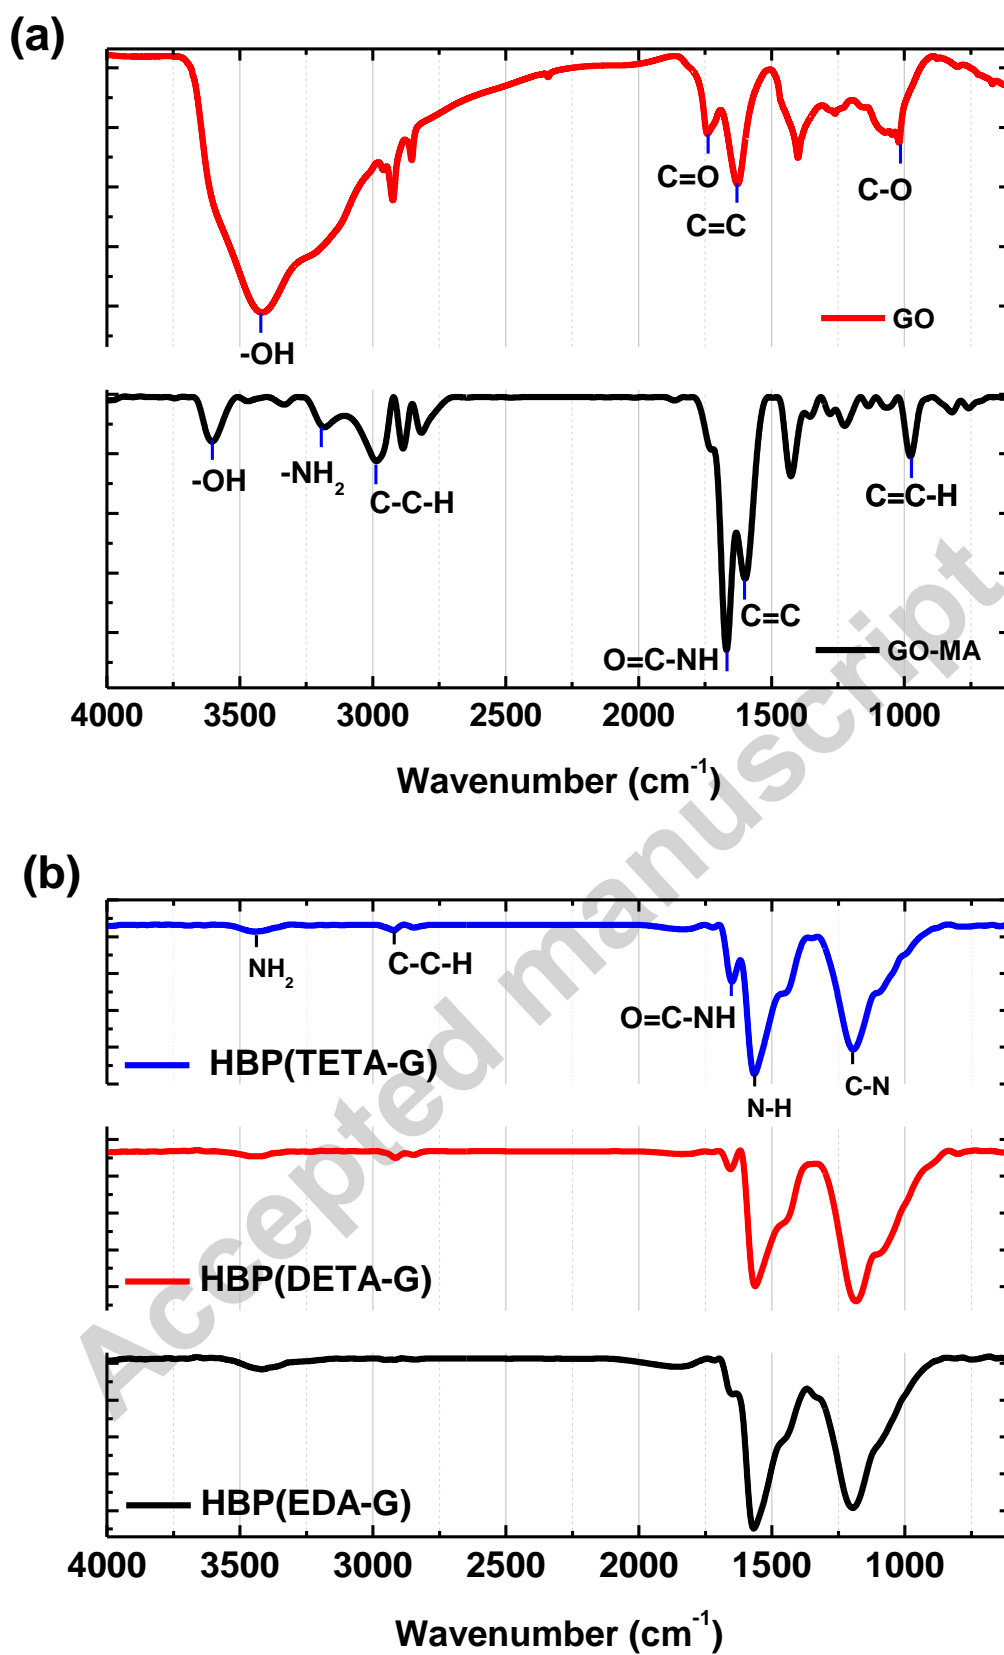 (a)
C=O
C=C
C-O
GO
-OH
-OH
-NH2
C-C-H
C=C-H
C=C
O=C-NH
GO-MA
4000 3500 3000 2500 2000 1500 1000
Wavenumber (cm-1)
(b)
NH2
C-C-H
O=C-NH
HBP(TETA-G)
N-H
C-N
HBP(DETA-G)
HBP(EDA-G)
4000 3500 3000 2500 2000 1500 1000
Wavenumber (cm-1)
Accepted manuscript